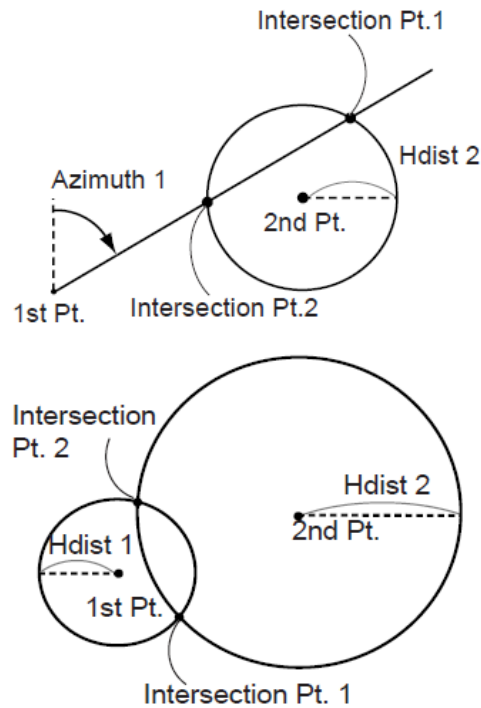 Intersection Pt.1
Hdist 2
Azimuth 1
2nd Pt.
1st Pt.
Intersection Pt.2
Intersection
Pt. 2
Hdist 2
2nd Pt.
Hdist 1
1st Pt.
Intersection Pt. 1